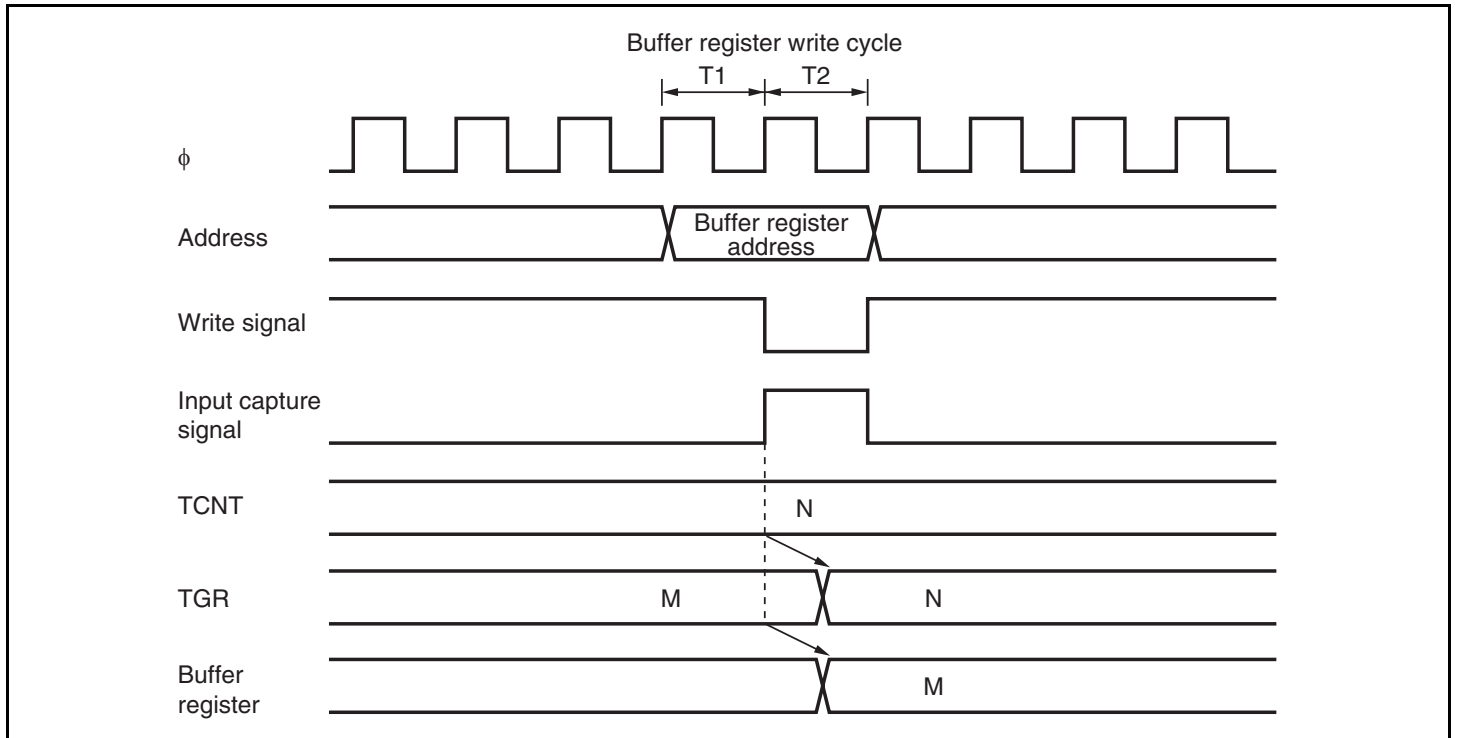 Buffer register write cycle
T1 T2
ϕ
Address
Buffer register
address
Write signal
Input capture
signal
TCNT
N
TGR
M N
Buffer
register
M